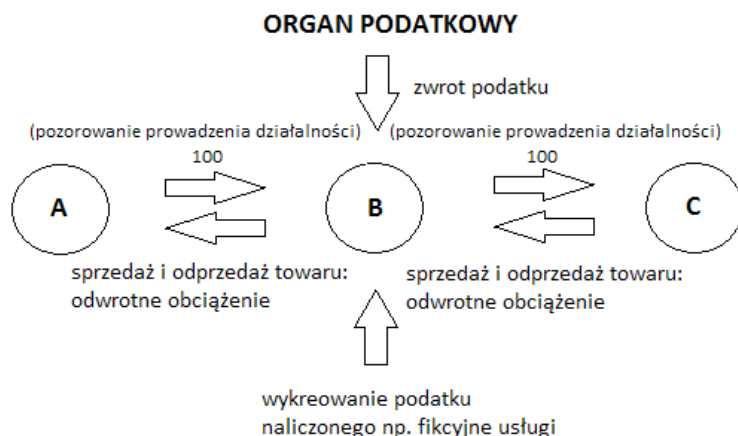 ORGAN PODATKOWY
zwrot podatku
(pozorowanie prowadzenia działalności) (pozorowanie prowadzenia działalności)
100 100
A B C
sprzedaż i odprzedaż towaru: sprzedaż i odprzedaż towaru:
odwrotne obciążenie odwrotne obciążenie
wykreowanie podatku
naliczonego np. fikcyjne usługi